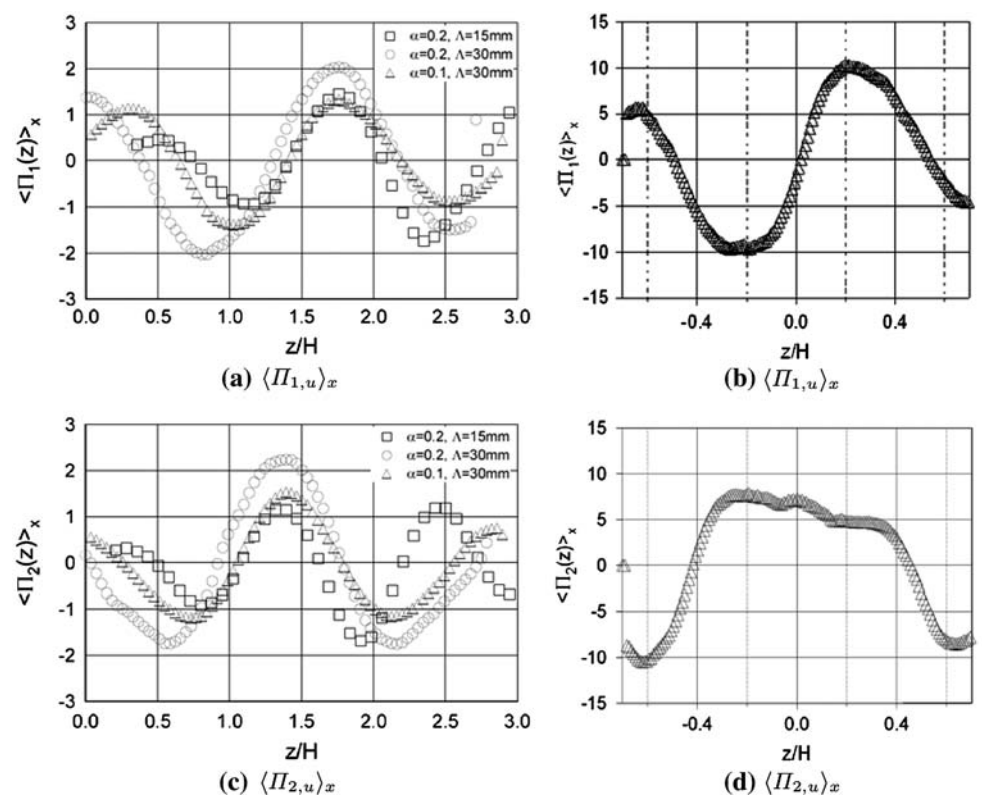 3
2
1
0
-1
-2
-3
<Π₁(z)>ₓ
α=0.2, Λ=15mm
α=0.2, Λ=30mm
α=0.1, Λ=30mm
0.0 0.5 1.0 1.5 2.0 2.5 3.0
z/H
(a) ⟨Π₁,ᵤ⟩ₓ
15
10
5
0
-5
-10
-15
<Π₁(z)>ₓ
-0.4 0.0 0.4
z/H
(b) ⟨Π₁,ᵤ⟩ₓ
3
2
1
0
-1
-2
-3
<Π₂(z)>ₓ
α=0.2, Λ=15mm
α=0.2, Λ=30mm
α=0.1, Λ=30mm
0.0 0.5 1.0 1.5 2.0 2.5 3.0
z/H
(c) ⟨Π₂,ᵤ⟩ₓ
15
10
5
0
-5
-10
-15
<Π₂(z)>ₓ
-0.4 0.0 0.4
z/H
(d) ⟨Π₂,ᵤ⟩ₓ